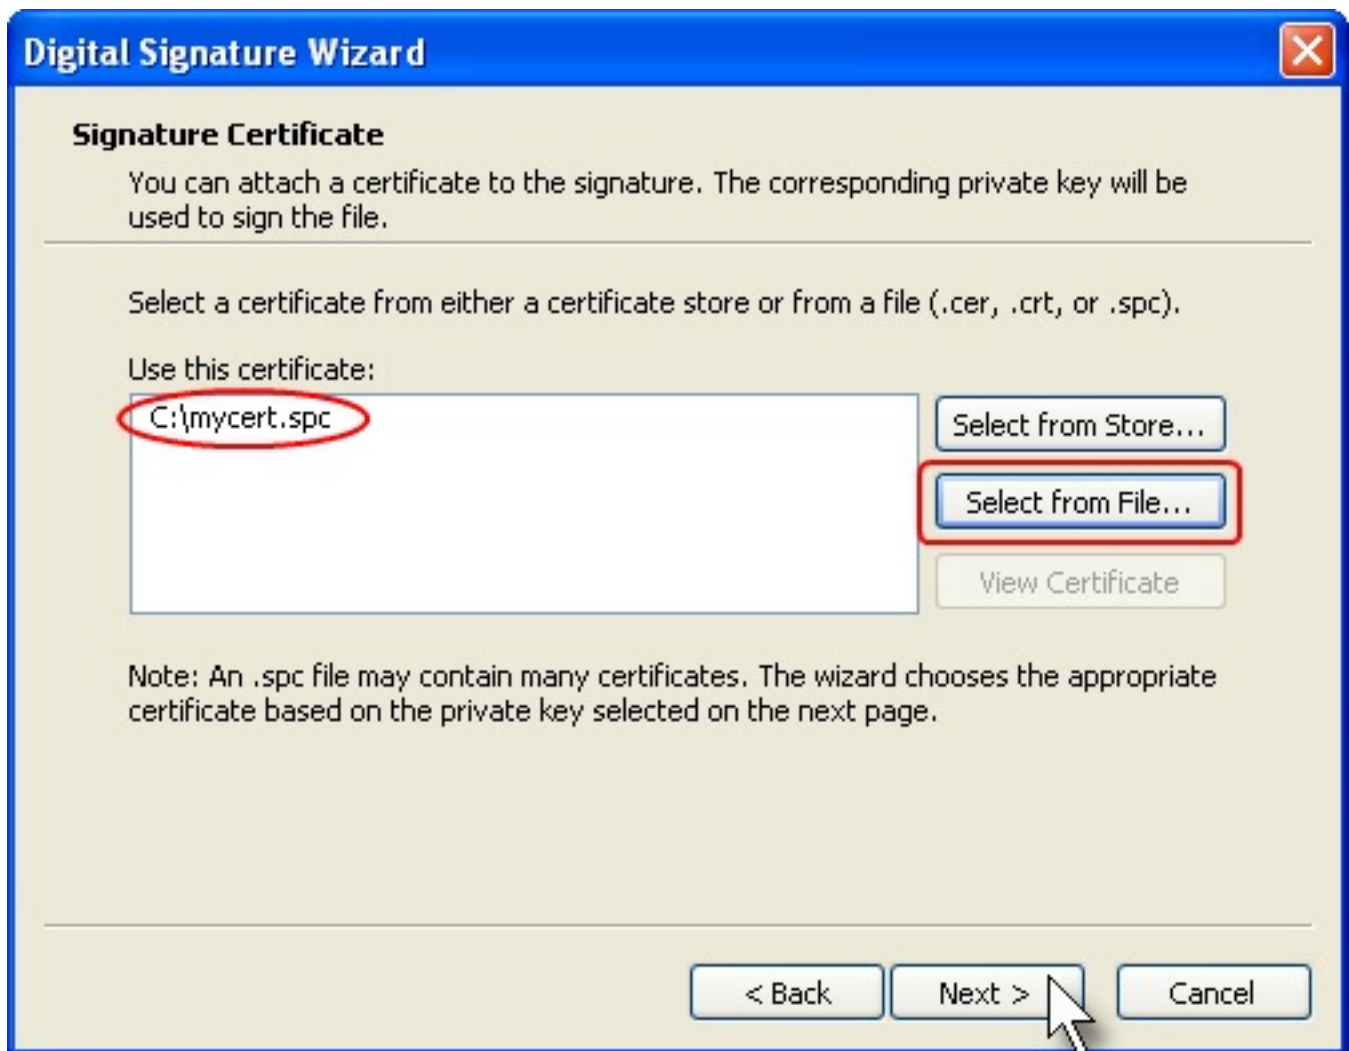 Digital Signature Wizard
Signature Certificate
You can attach a certificate to the signature. The corresponding private key will be
used to sign the file.
Select a certificate from either a certificate store or from a file (.cer, .crt, or .spc).
Use this certificate:
C:\mycert.spc
Select from Store...
Select from File...
View Certificate
Note: An .spc file may contain many certificates. The wizard chooses the appropriate
certificate based on the private key selected on the next page.
< Back
Next >
Cancel